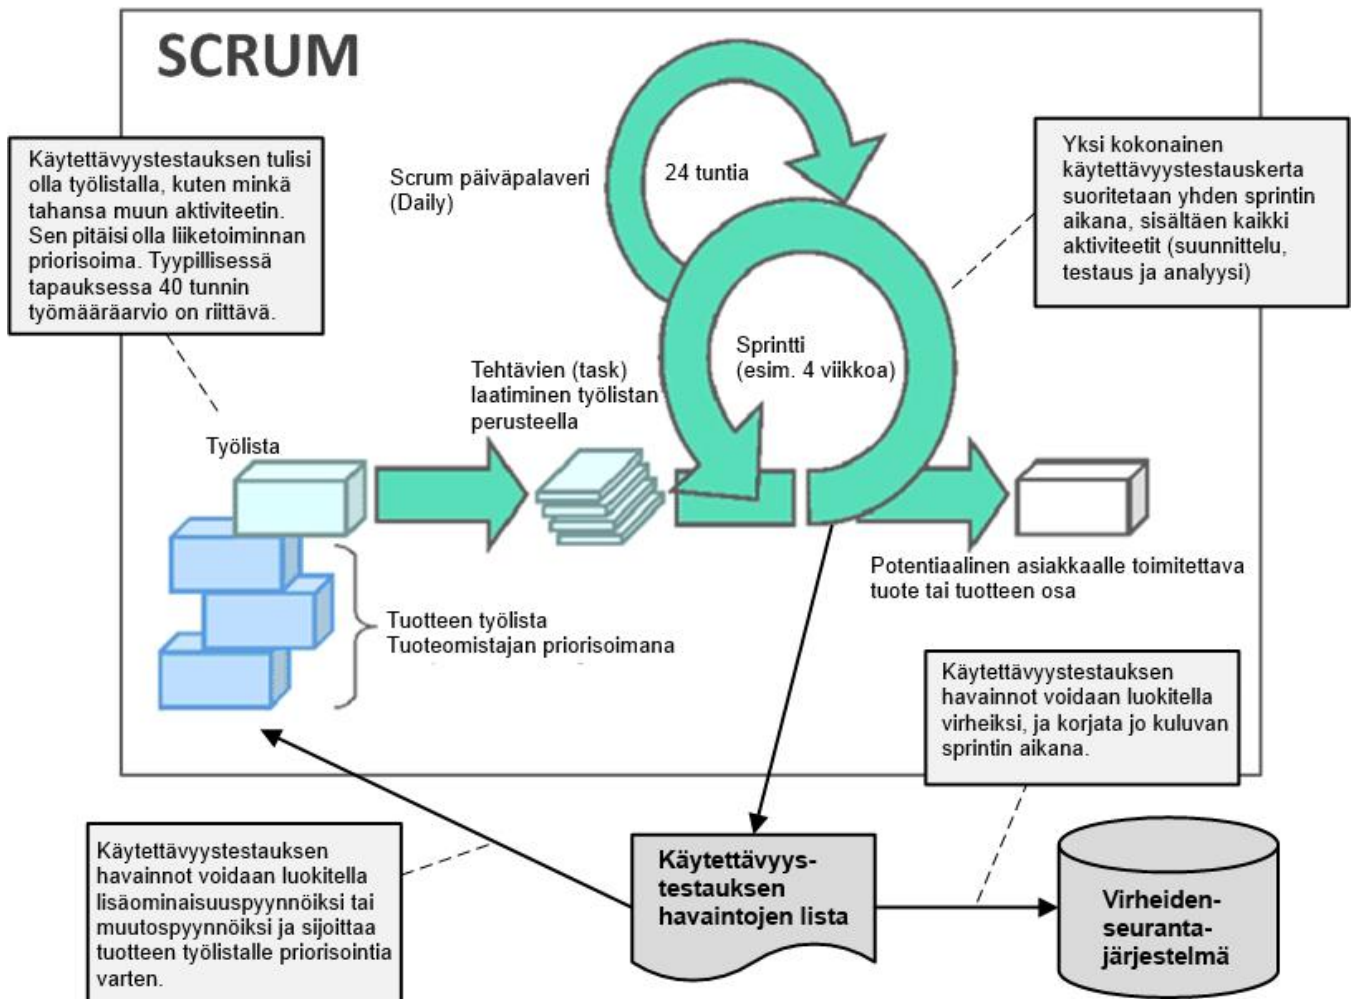 SCRUM
Käytettävyystestauksen tulisi
olla työlistalla, kuten minkä
tahansa muun aktiviteetin.
Sen pitäisi olla liiketoiminnan
priorisoima. Tyypillisessä
tapauksessa 40 tunnin
työmääräarvio on riittävä.
Scrum päiväpalaveri
(Daily)
24 tuntia
Yksi kokonainen
käytettävyystestauskerta
suoritetaan yhden sprintin
aikana, sisältäen kaikki
aktiviteetit (suunnittelu,
testaus ja analyysi)
Sprintti
(esim. 4 viikkoa)
Tehtävien (task)
laatiminen työlistan
perusteella
Työlista
Potentiaalinen asiakkaalle toimitettava
tuote tai tuotteen osa
Tuotteen työlista
Tuoteomistajan priorisoimana
Käytettävyystestauksen
havainnot voidaan luokitella
virheiksi, ja korjata jo kuluvan
sprintin aikana.
Käytettävyystestauksen
havainnot voidaan luokitella
lisäominaisuuspyynnöiksi tai
muutospyynnöiksi ja sijoittaa
tuotteen työlistalle priorisointia
varten.
Käytettävyys-
testauksen
havaintojen lista
Virheiden-
seuranta-
järjestelmä